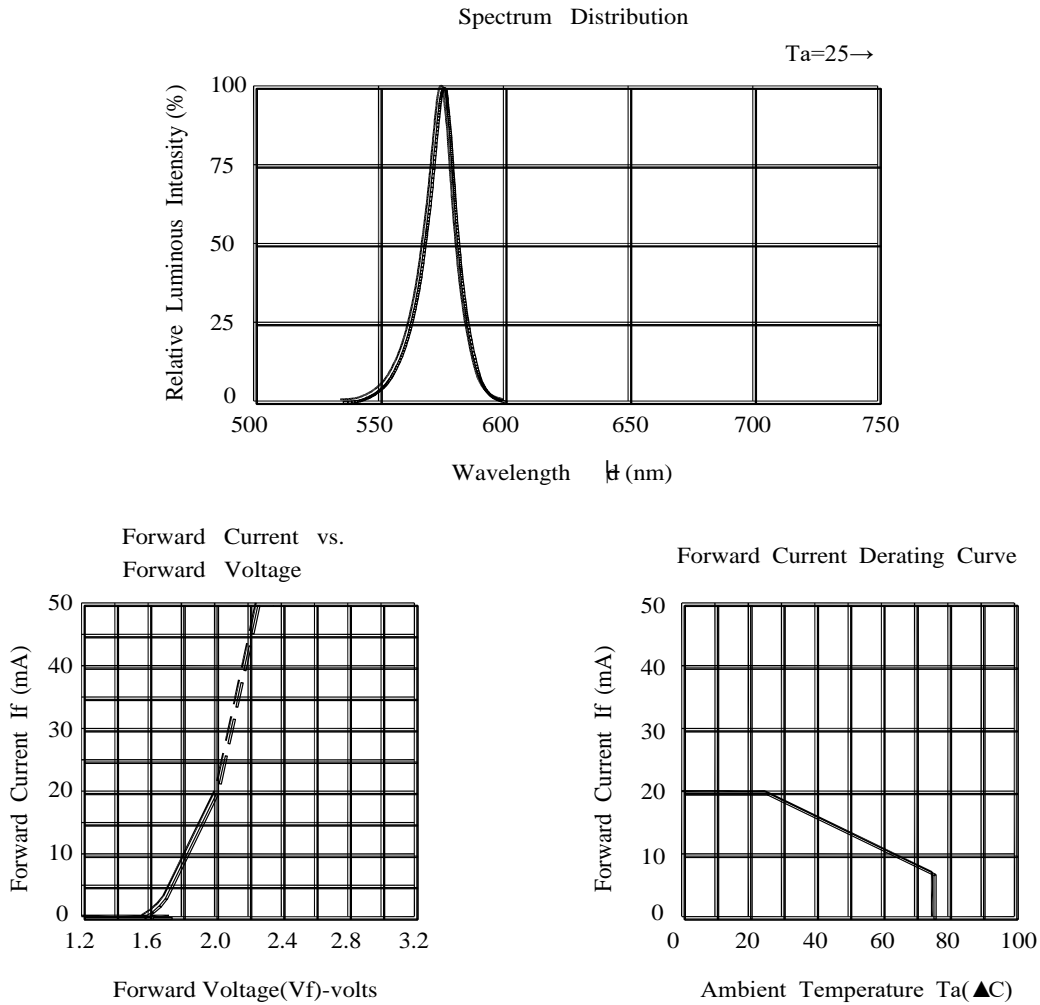 Spectrum Distribution
Ta=25→
Relative Luminous Intensity (%)
100
75
50
25
0
500 550 600 650 700 750
Wavelength d (nm)
Forward Current vs.
Forward Voltage
Forward Current If (mA)
50
40
30
20
10
0
1.2 1.6 2.0 2.4 2.8 3.2
Forward Voltage(Vf)-volts
Forward Current Derating Curve
Forward Current If (mA)
50
40
30
20
10
0
0 20 40 60 80 100
Ambient Temperature Ta(▲C)